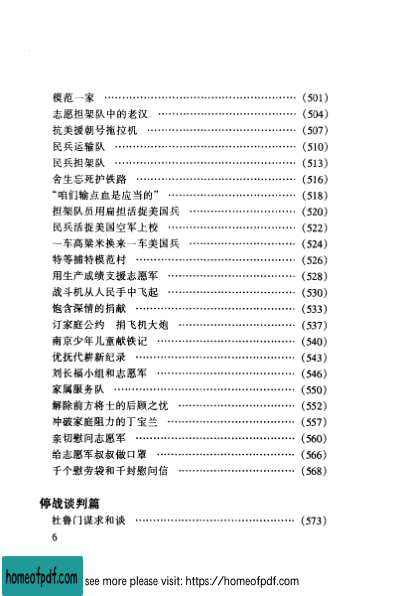 模范一家 ……………………………………… (501)
志愿担架队中的老汉 ……………………………… (504)
抗美援朝号拖拉机 ………………………………… (507)
民兵运输队 ……………………………………… (510)
民兵担架队 ……………………………………… (513)
舍生忘死护铁路 …………………………………… (516)
“咱们输点血是应当的” …………………………… (518)
担架队员用扁担活捉美国兵 ……………………… (520)
民兵活捉美国空军上校 …………………………… (522)
一车高粱米换来一车美国兵 ……………………… (524)
特等捕特模范村 …………………………………… (526)
用生产成绩支援志愿军 …………………………… (528)
战斗机从人民手中飞起 …………………………… (530)
饱含深情的捐献 …………………………………… (533)
订家庭公约 捐飞机大炮 ………………………… (537)
南京少年儿童献铁记 ……………………………… (540)
优抚代耕新纪录 …………………………………… (543)
刘长福小组和志愿军 ……………………………… (546)
家属服务队 ……………………………………… (550)
解除前方将士的后顾之忧 ………………………… (552)
冲破家庭阻力的丁宝兰 …………………………… (557)
亲切慰问志愿军 …………………………………… (560)
给志愿军叔叔做口罩 ……………………………… (566)
千个慰劳袋和千封慰问信 ………………………… (568)
停战谈判篇
杜鲁门谋求和谈 …………………………………… (573)
6
homeofpdf.com see more please visit: https://homeofpdf.com